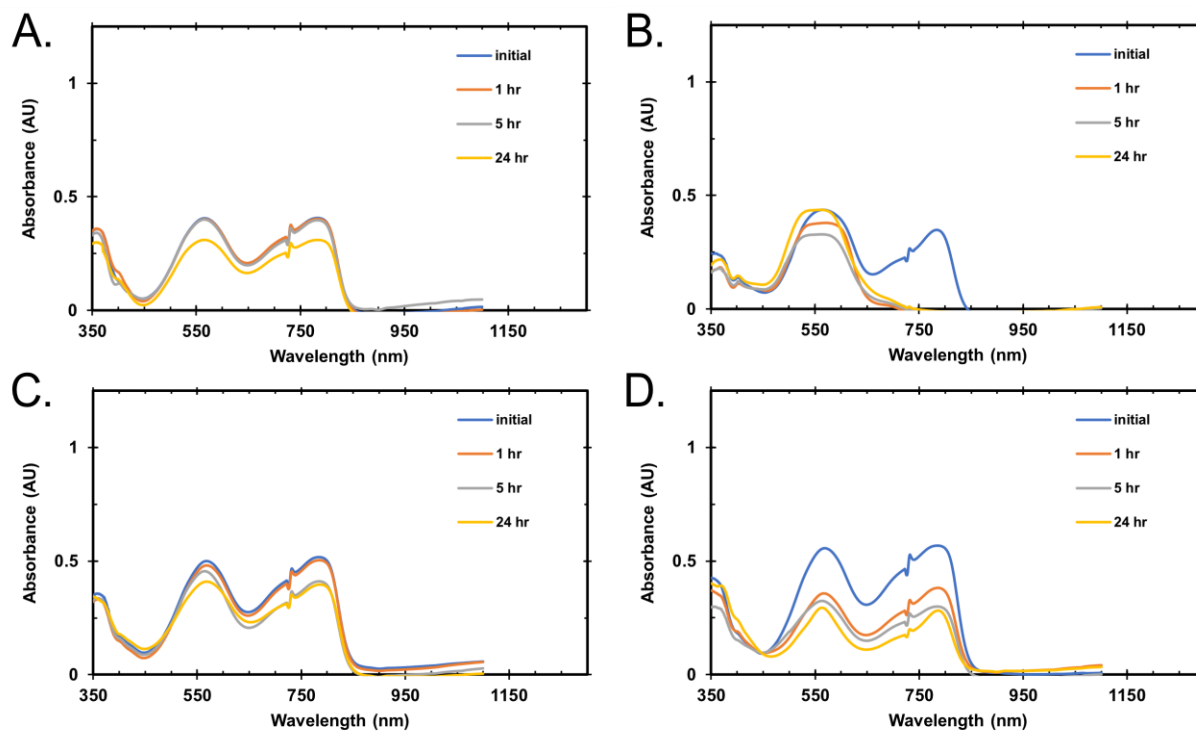 A.
initial
1 hr
5 hr
24 hr
Absorbance (AU)
1
0.5
0
350 550 750 950 1150
Wavelength (nm)
B.
initial
1 hr
5 hr
24 hr
Absorbance (AU)
1
0.5
0
350 550 750 950 1150
Wavelength (nm)
C.
initial
1 hr
5 hr
24 hr
Absorbance (AU)
1
0.5
0
350 550 750 950 1150
Wavelength (nm)
D.
initial
1 hr
5 hr
24 hr
Absorbance (AU)
1
0.5
0
350 550 750 950 1150
Wavelength (nm)